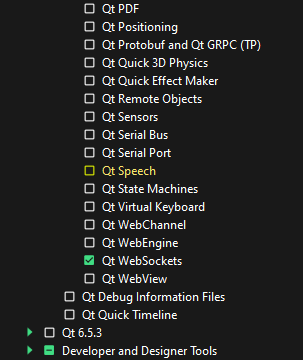 Qt PDF
Qt Positioning
Qt Protobuf and Qt GRPC (TP)
Qt Quick 3D Physics
Qt Quick Effect Maker
Qt Remote Objects
Qt Sensors
Qt Serial Bus
Qt Serial Port
Qt Speech
Qt State Machines
Qt Virtual Keyboard
Qt WebChannel
Qt WebEngine
Qt WebSockets
Qt WebView
Qt Debug Information Files
Qt Quick Timeline
Qt 6.5.3
Developer and Designer Tools